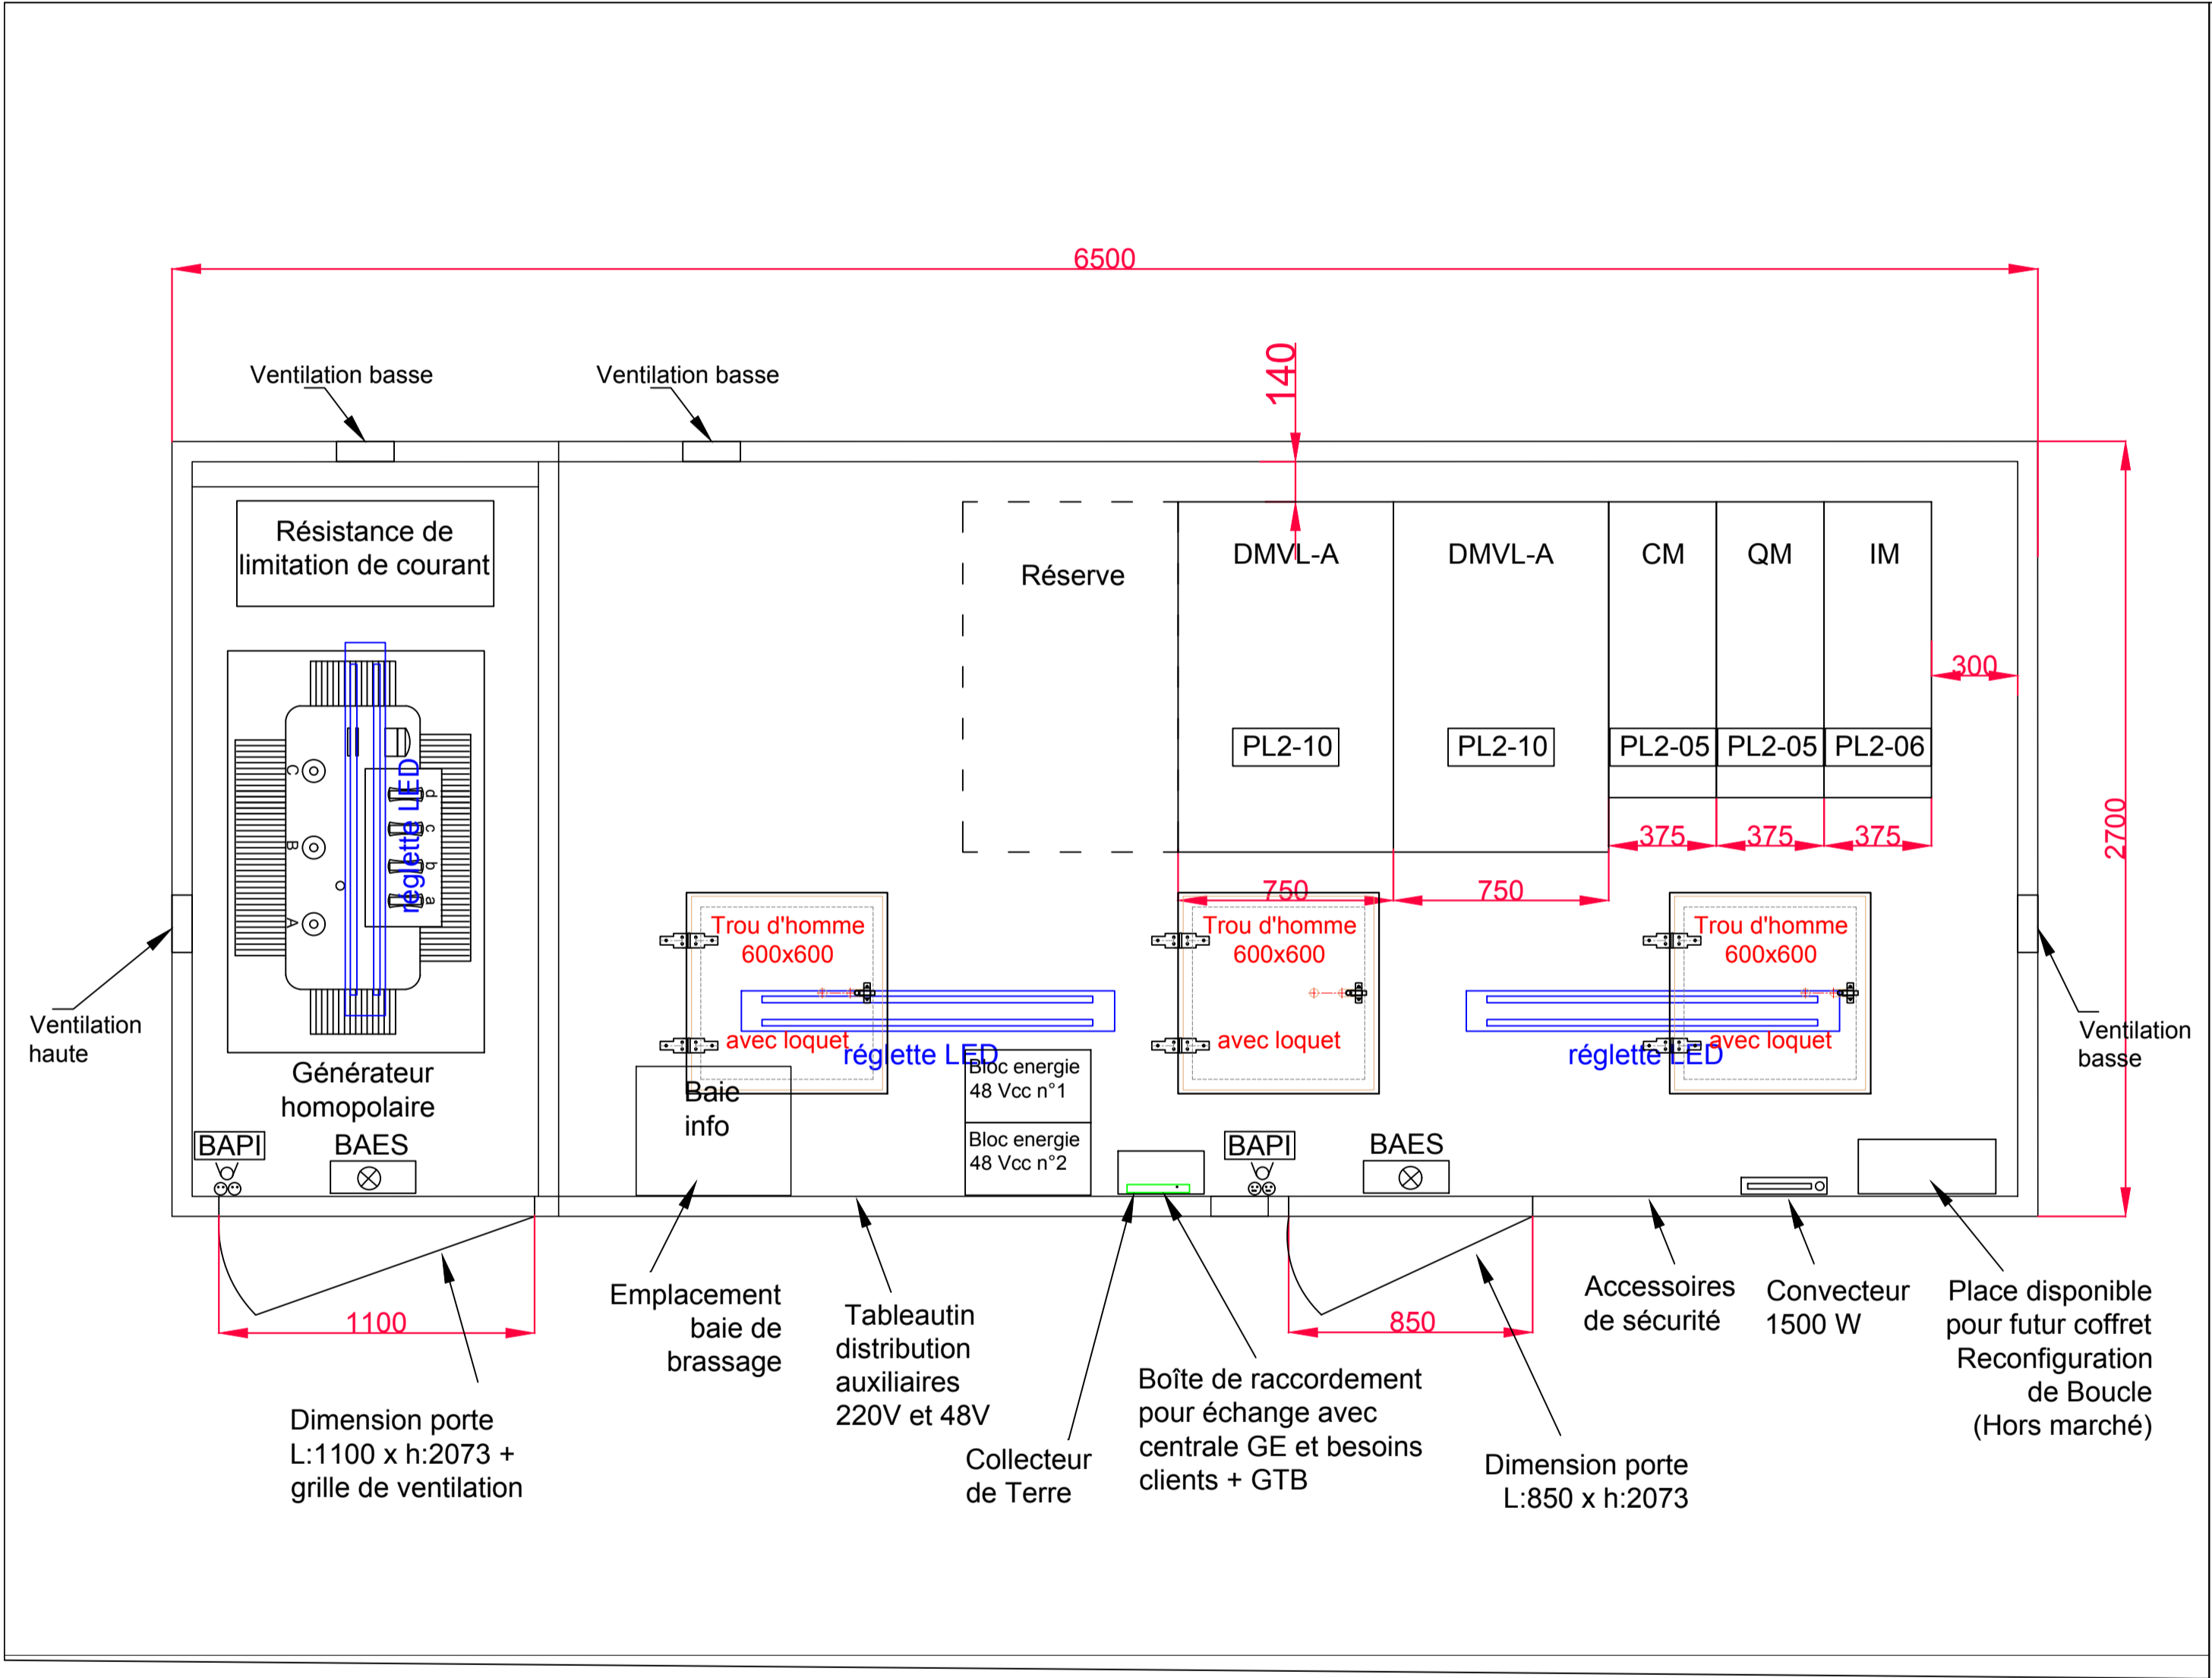 6500
140
Ventilation basse
Ventilation basse
Résistance de
limitation de courant
Réserve
DMVL-A
DMVL-A
CM
QM
IM
300
PL2-10
PL2-10
PL2-05
PL2-05
PL2-06
375
375
375
2700
750
750
C
B
A
d
c
b
a
réglette LED
Trou d'homme
600x600
avec loquet
Trou d'homme
600x600
avec loquet
Trou d'homme
600x600
avec loquet
réglette LED
réglette LED
Ventilation
haute
Ventilation
basse
Générateur
homopolaire
Baie
info
Bloc energie
48 Vcc n°1
Bloc energie
48 Vcc n°2
BAPI
BAES
BAPI
BAES
1100
850
Emplacement
baie de
brassage
Tableautin
distribution
auxiliaires
220V et 48V
Accessoires
de sécurité
Convecteur
1500 W
Place disponible
pour futur coffret
Reconfiguration
de Boucle
(Hors marché)
Dimension porte
L:1100 x h:2073 +
grille de ventilation
Collecteur
de Terre
Boîte de raccordement
pour échange avec
centrale GE et besoins
clients + GTB
Dimension porte
L:850 x h:2073